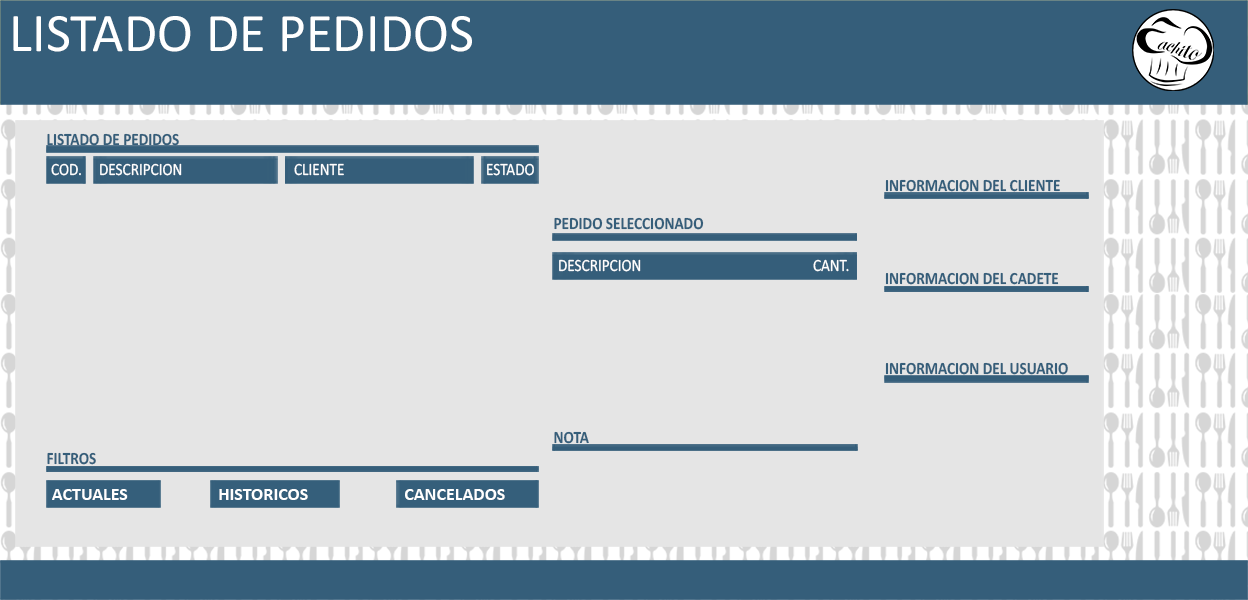 LISTADO DE PEDIDOS
Cachito
LISTADO DE PEDIDOS
COD. DESCRIPCION CLIENTE ESTADO
INFORMACION DEL CLIENTE
PEDIDO SELECCIONADO
DESCRIPCION CANT.
INFORMACION DEL CADETE
INFORMACION DEL USUARIO
NOTA
FILTROS
ACTUALES HISTORICOS CANCELADOS